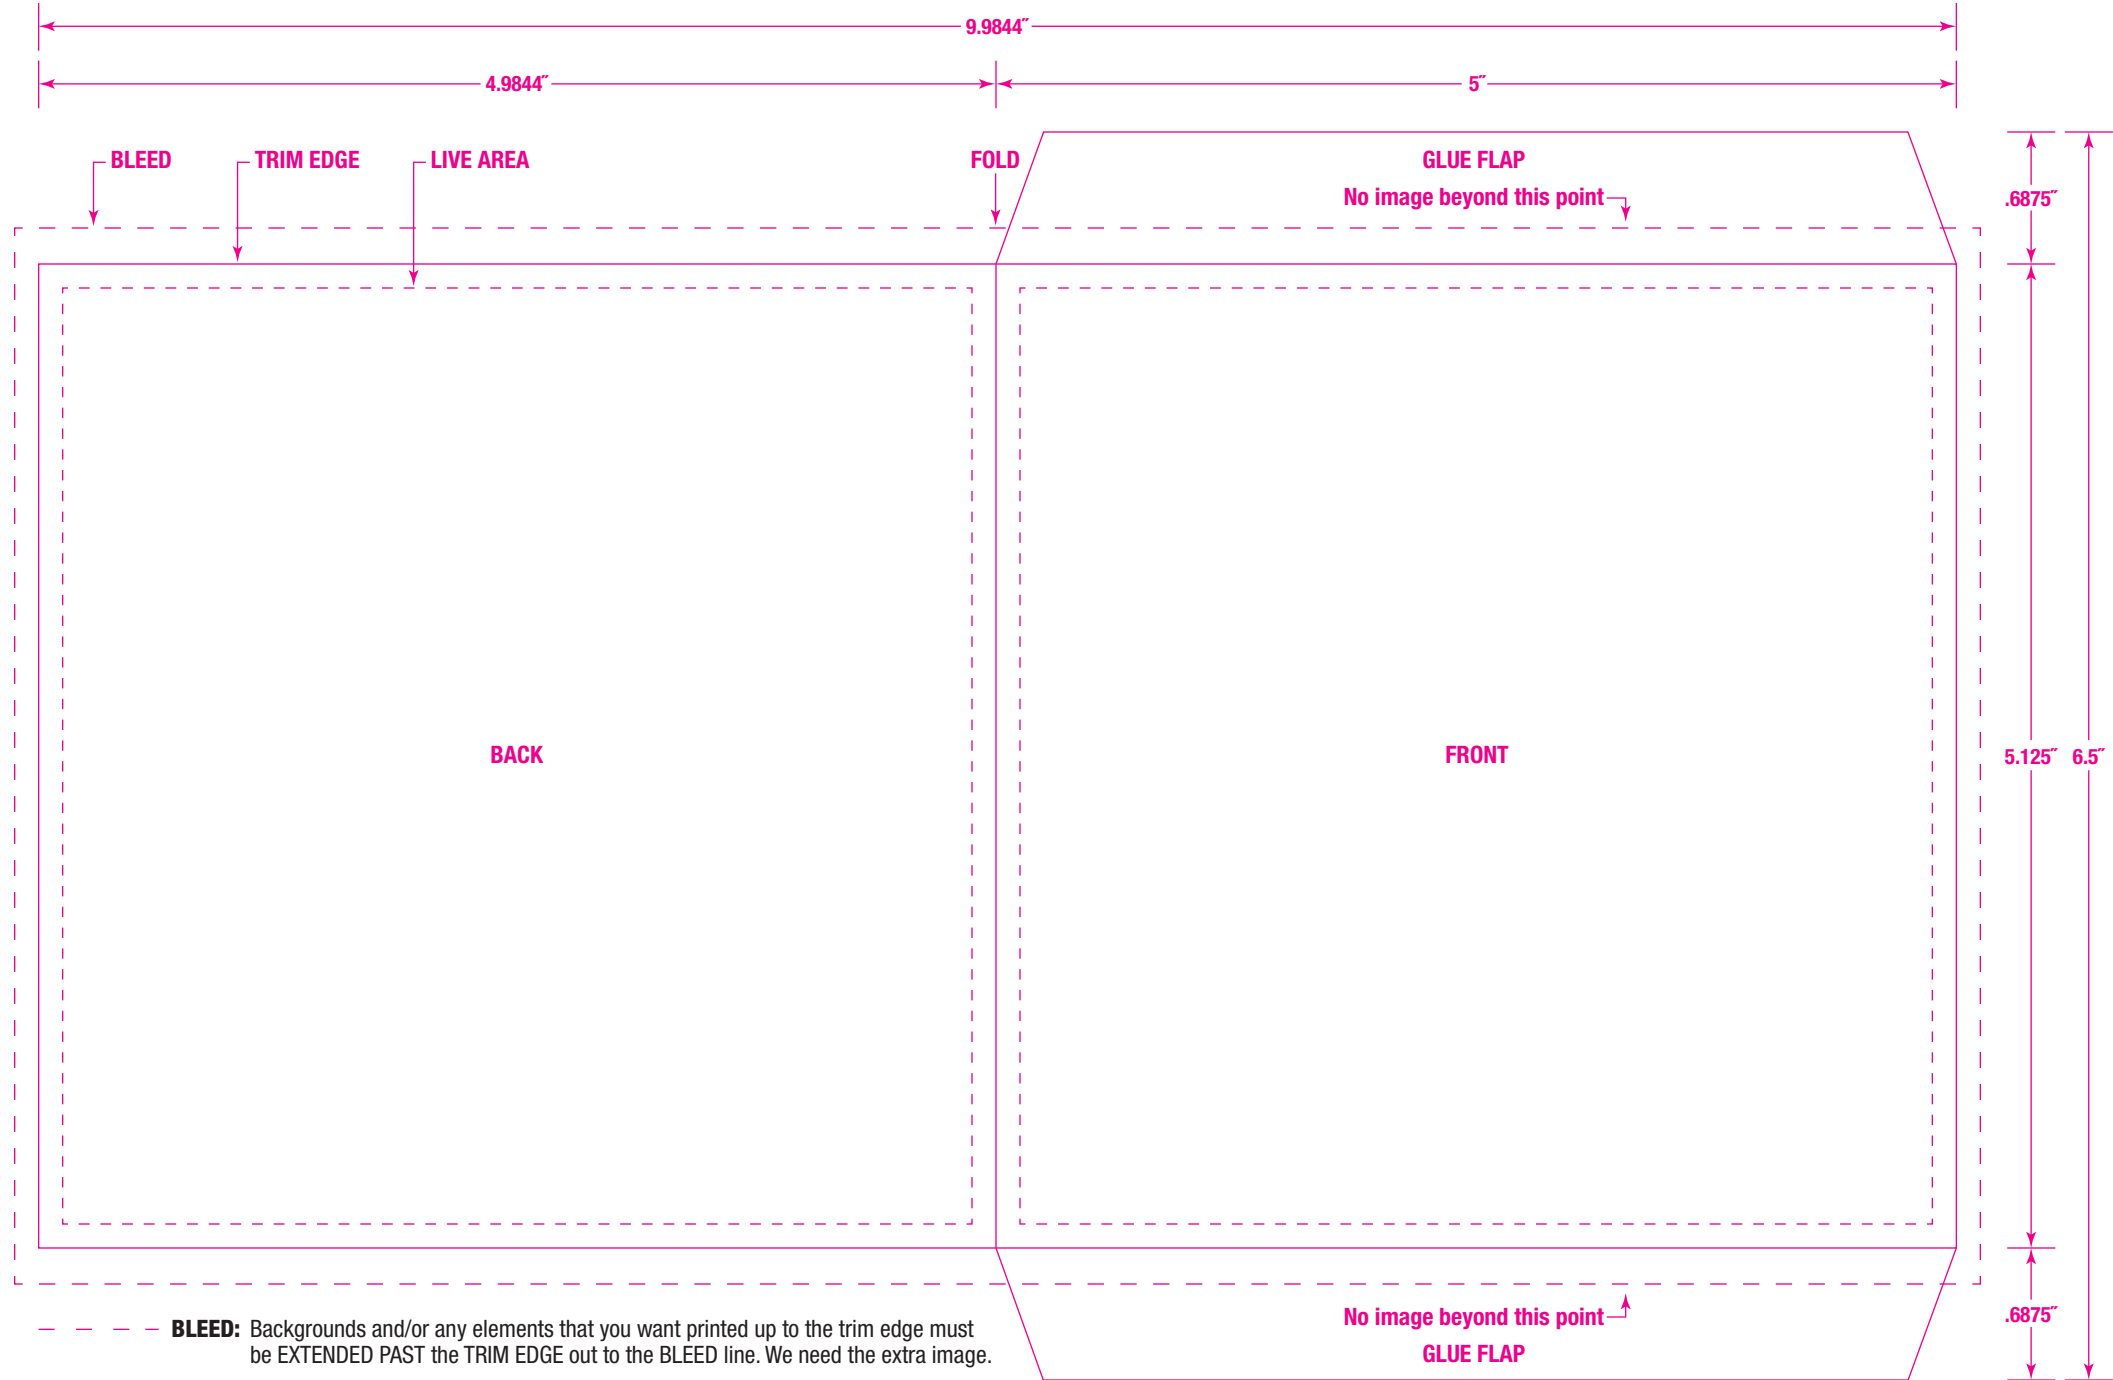 9.9844˝
4.9844˝ 5˝
BLEED TRIM EDGE LIVE AREA FOLD GLUE FLAP
No image beyond this point
.6875˝
BACK FRONT 5.125˝ 6.5˝
No image beyond this point
.6875˝
BLEED: Backgrounds and/or any elements that you want printed up to the trim edge must
be EXTENDED PAST the TRIM EDGE out to the BLEED line. We need the extra image.
GLUE FLAP